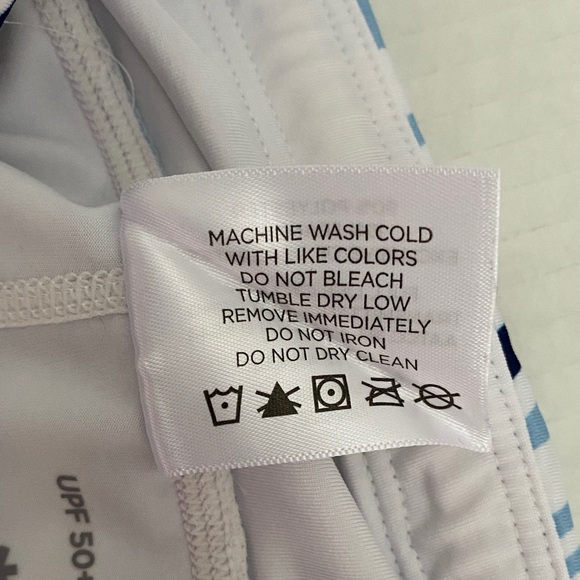 MACHINE WASH COLD
WITH LIKE COLORS
DO NOT BLEACH
TUMBLE DRY LOW
REMOVE IMMEDIATELY
DO NOT IRON
DO NOT DRY CLEAN
UPF 50+